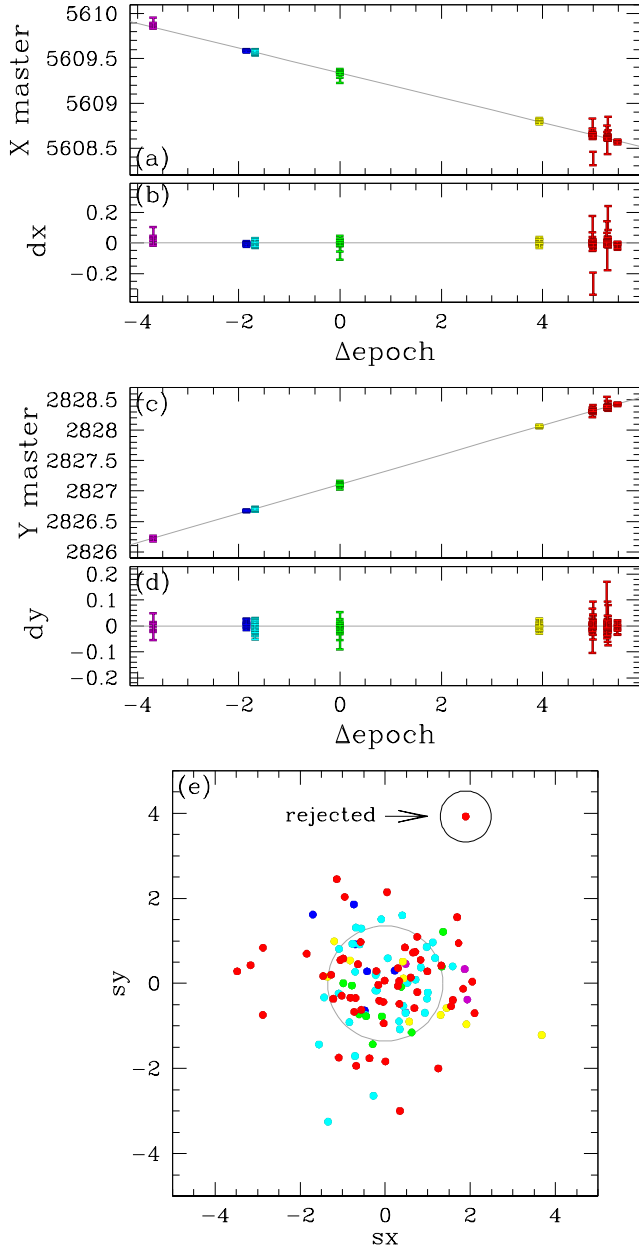 5610
5609.5
5609
5608.5
X master
(a)
(b)
0.2
0
−0.2
dx
−4 −2 0 2 4
Δepoch
(c)
2828.5
2828
2827.5
2827
2826.5
2826
Y master
(d)
0.2
0.1
0
−0.1
−0.2
dy
−4 −2 0 2 4
Δepoch
(e)
rejected
4
2
0
−2
−4
sy
−4 −2 0 2 4
sx